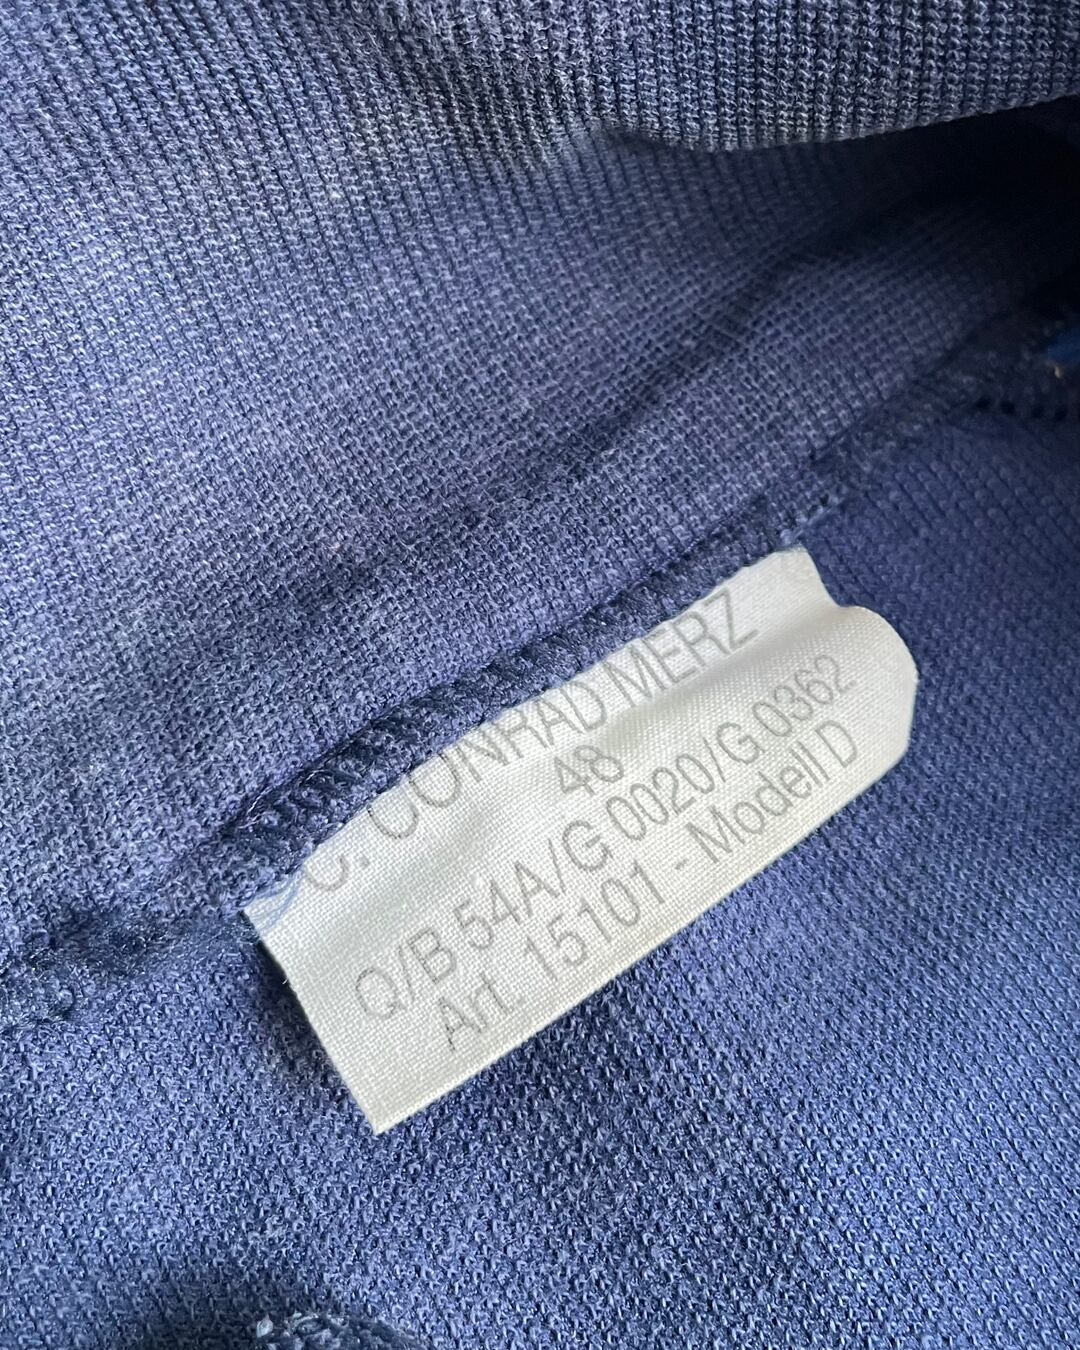 C. CONRAD MERZ
48
Q/B 54A/G 0020/G 0362
Art. 15101 - Modell D